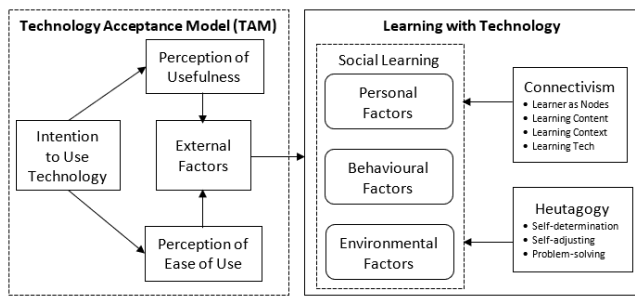 Technology Acceptance Model (TAM)
Perception of
Usefulness
Intention
to Use
Technology
External
Factors
Perception of
Ease of Use
Learning with Technology
Social Learning
Personal
Factors
Behavioural
Factors
Environmental
Factors
Connectivism
• Learner as Nodes
• Learning Content
• Learning Context
• Learning Tech
Heutagogy
• Self-determination
• Self-adjusting
• Problem-solving